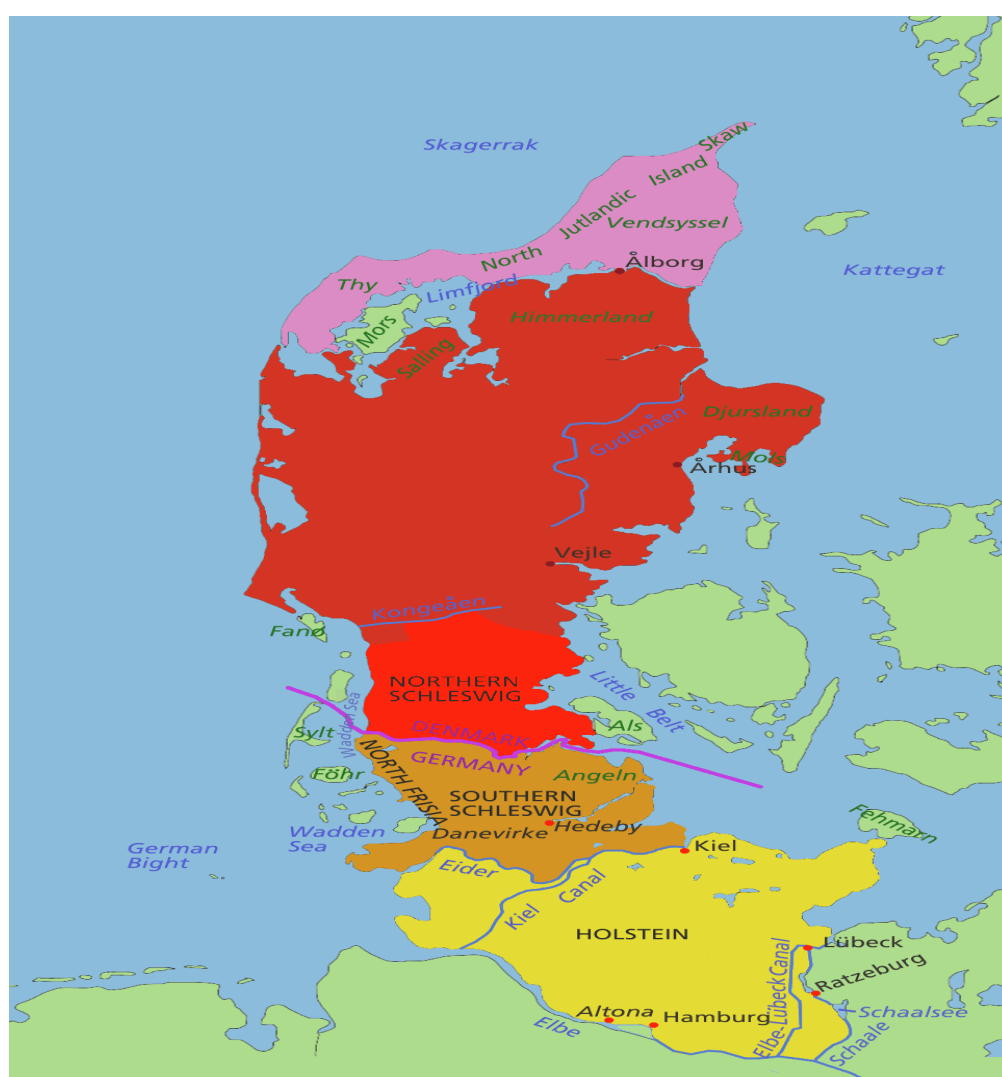 Skaw
Skagerrak
Island
Jutlandic
Vendsyssel
North
Ålborg
Kattegat
Thy
Limfjord
Himmerland
Mors
Salling
Djursland
Gudenåen
Mols
Århus
Vejle
Kongeåen
Fanø
NORTHERN
SCHLESWIG
Little
Belt
Wadden Sea
Sylt
Als
DENMARK
GERMANY
NORTH FRISIA
Föhr
Angeln
SOUTHERN
SCHLESWIG
Hedeby
Danevirke
Wadden
Sea
Fehmarn
German
Bight
Kiel
Eider
Kiel
Canal
HOLSTEIN
Lübeck
Elbe-Lübeck Canal
Ratzeburg
Schaalsee
Altona
Hamburg
Elbe
Schaale